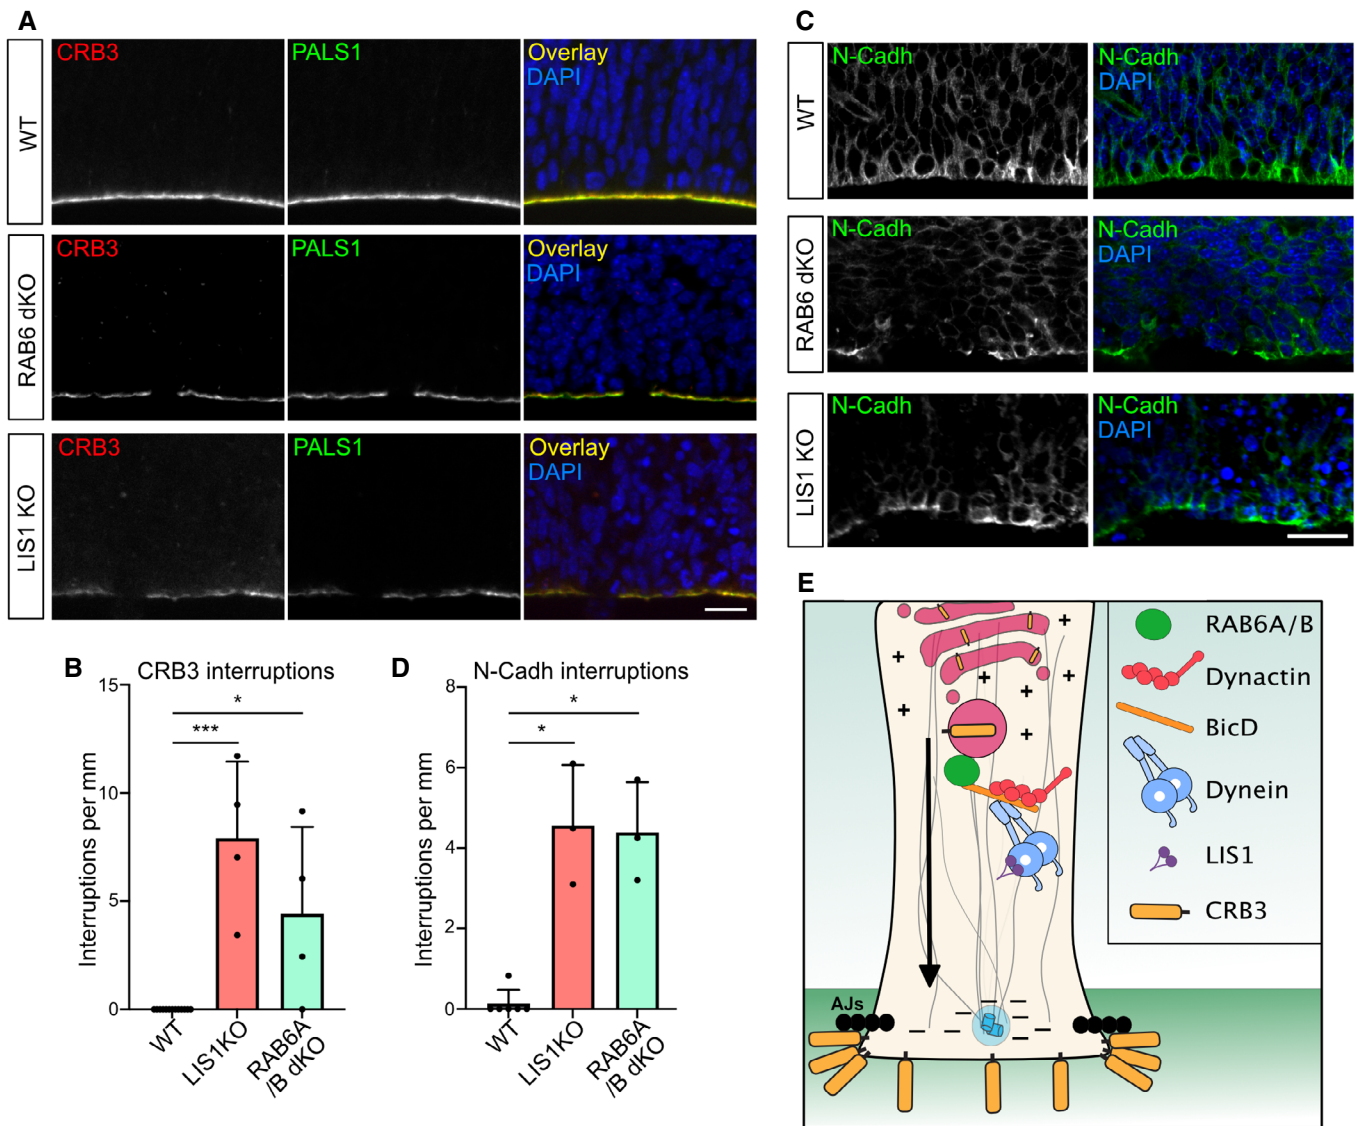 A
CRB3
PALS1
Overlay
DAPI
WT
CRB3
PALS1
Overlay
DAPI
RAB6 dKO
CRB3
PALS1
Overlay
DAPI
LIS1 KO
B
CRB3 interruptions
Interruptions per mm
15
10
5
0
*
***
WT
LIS1KO
RAB6A
/B dKO
C
N-Cadh
N-Cadh
DAPI
WT
N-Cadh
N-Cadh
DAPI
RAB6 dKO
N-Cadh
N-Cadh
DAPI
LIS1 KO
D
N-Cadh interruptions
Interruptions per mm
8
6
4
2
0
*
*
WT
LIS1KO
RAB6A
/B dKO
E
RAB6A/B
Dynactin
BicD
Dynein
LIS1
CRB3
AJs